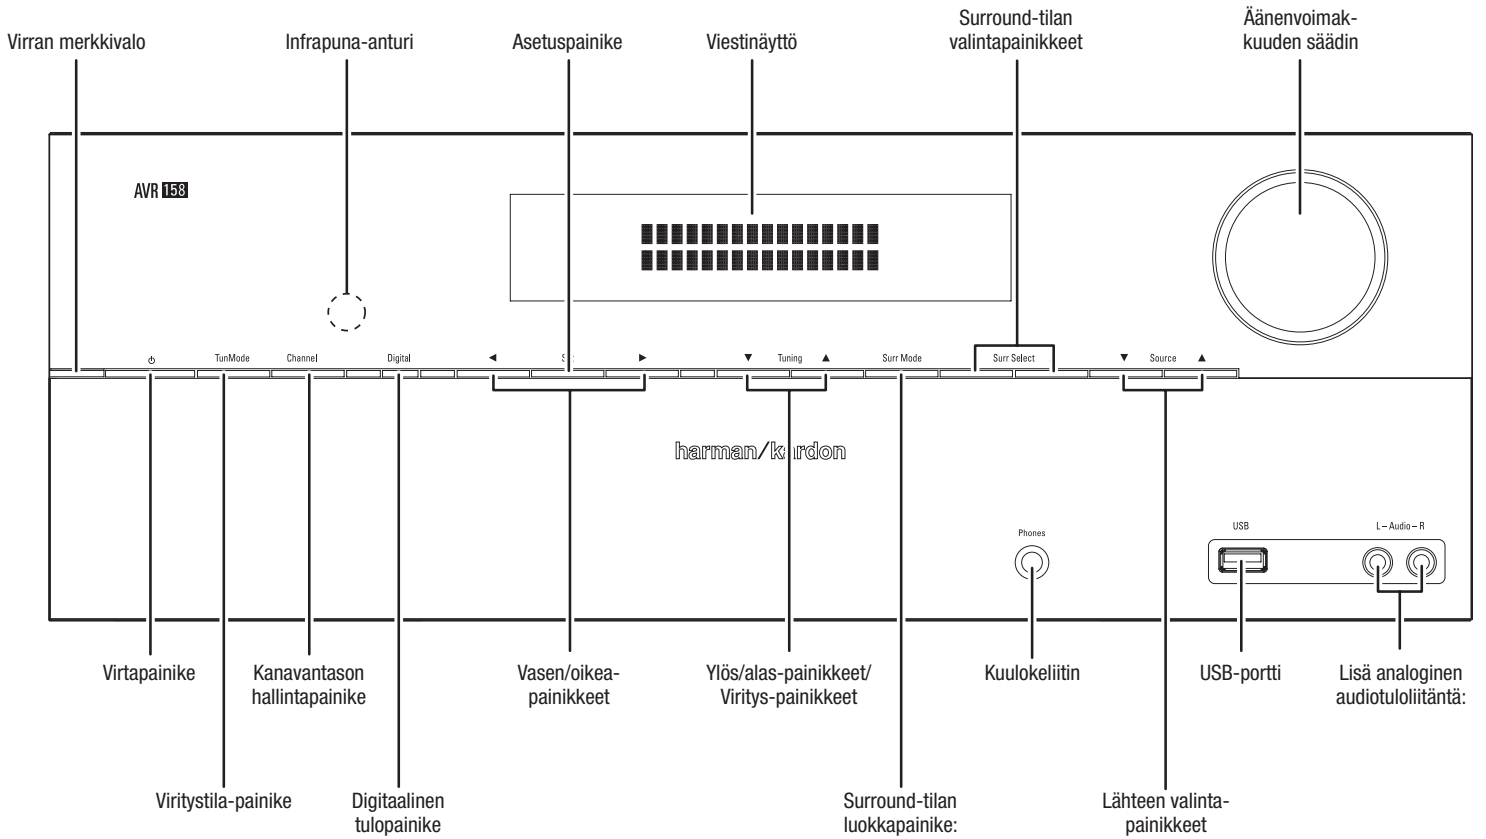 Surround-tilan
valintapainikkeet
Äänenvoimak-
kuuden säädin
Virran merkkivalo
Infrapuna-anturi
Asetuspainike
Viestinäyttö
AVR 158
TunMode
Channel
Digital
Tuning
Surr Mode
Surr Select
Source
harman/kardon
Phones
USB
L – Audio – R
Virtapainike
Kanavantason
hallintapainike
Vasen/oikea-
painikkeet
Ylös/alas-painikkeet/
Viritys-painikkeet
Kuulokeliitin
USB-portti
Lisä analoginen
audiotuloliitäntä:
Viritystila-painike
Digitaalinen
tulopainike
Surround-tilan
luokkapainike:
Lähteen valinta-
painikkeet